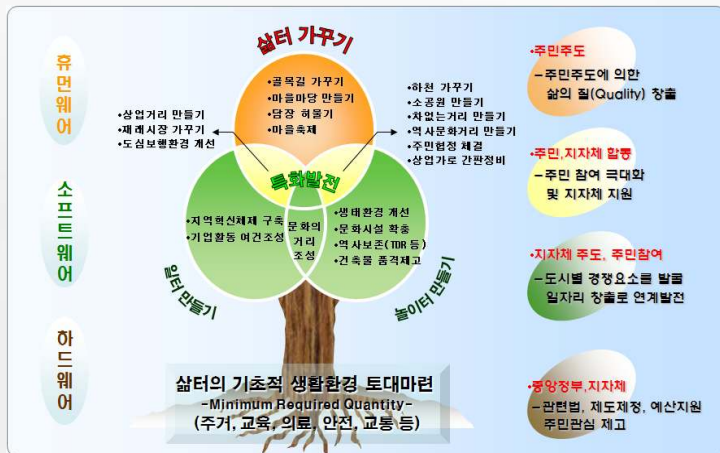 휴먼웨어
소프트웨어
하드웨어
삶터 가꾸기
•골목길 가꾸기
•마을마당 만들기
•담장 허물기
•마을축제
•상업거리 만들기
•재래시장 가꾸기
•도심보행환경 개선
•하천 가꾸기
•소공원 만들기
•차없는거리 만들기
•역사문화거리 만들기
•주민협정 체결
•상업가로 간판정비
특화발전
•지역혁신체제 구축
•기업활동 여건조성
문화의
거리
조성
•생태환경 개선
•문화시설 확충
•역사보존(TDR 등)
•건축물 품격제고
일터 만들기
놀이터 만들기
삶터의 기초적 생활환경 토대마련
-Minimum Required Quantity-
(주거, 교육, 의료, 안전, 교통 등)
•주민주도
-주민주도에 의한
삶의 질(Quality) 창출
•주민,지자체 합동
-주민 참여 극대화
및 지자체 지원
•지자체 주도, 주민참여
-도시별 경쟁요소를 발굴
일자리 창출로 연계발전
•중앙정부,지자체
-관련법, 제도제정, 예산지원
주민관심 제고